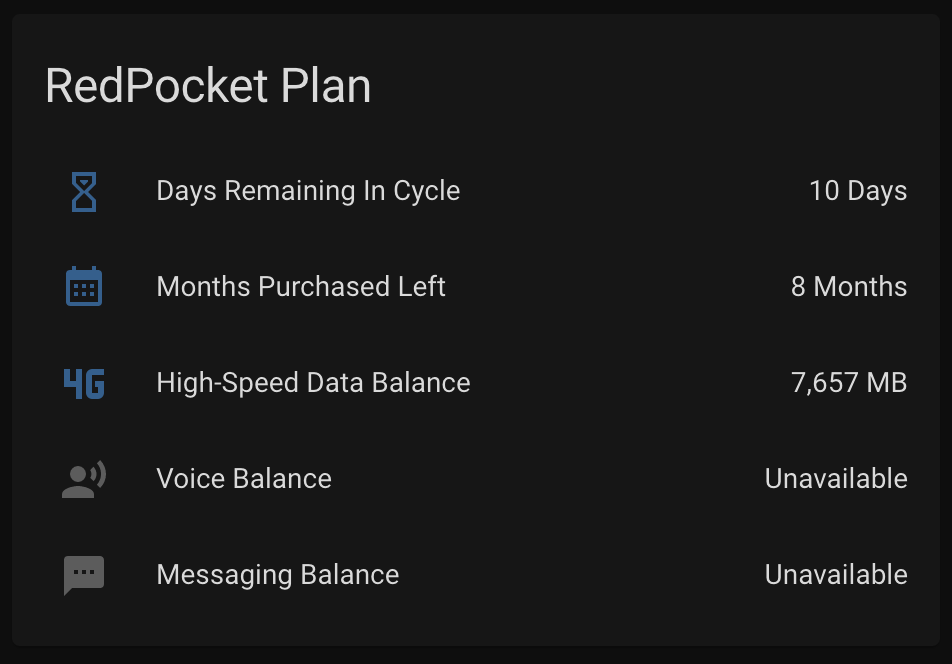 RedPocket Plan
Days Remaining In Cycle 10 Days
Months Purchased Left 8 Months
4G High-Speed Data Balance 7,657 MB
Voice Balance Unavailable
Messaging Balance Unavailable